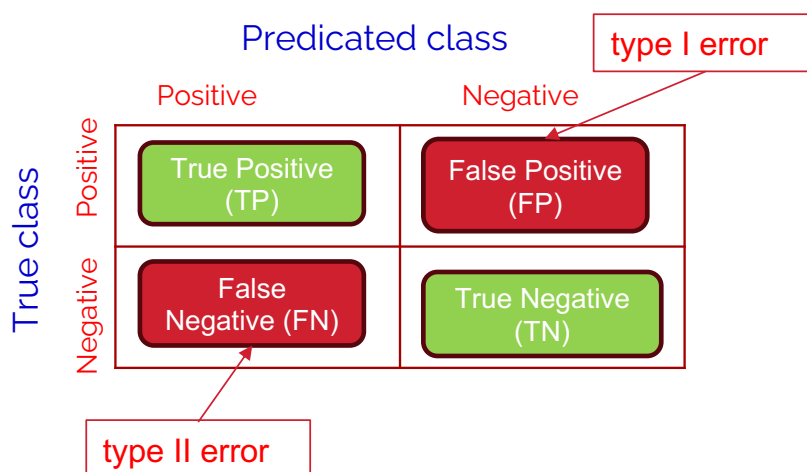 Predicated class
type I error
Positive
Negative
True class
Positive
True Positive
(TP)
False Positive
(FP)
Negative
False
Negative (FN)
True Negative
(TN)
type II error